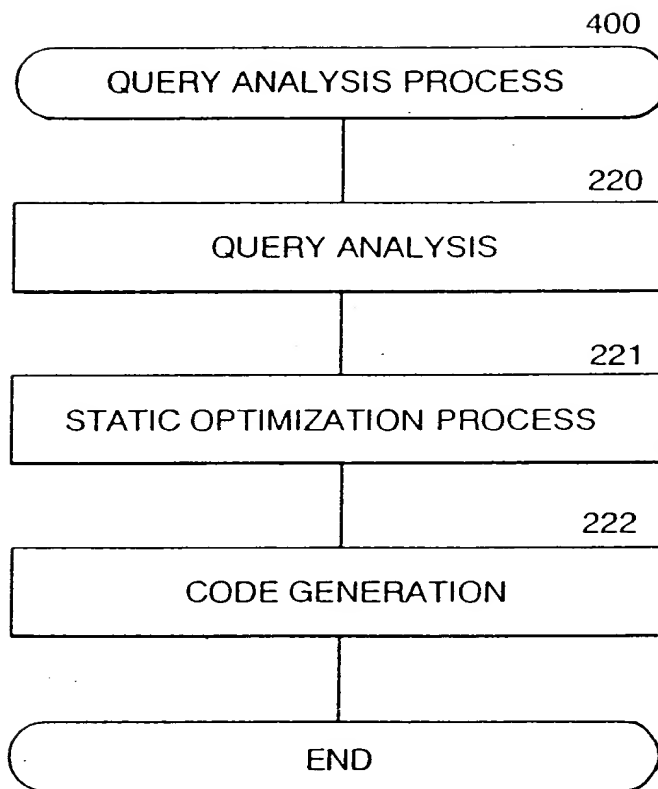 400
QUERY ANALYSIS PROCESS
220
QUERY ANALYSIS
221
STATIC OPTIMIZATION PROCESS
222
CODE GENERATION
END